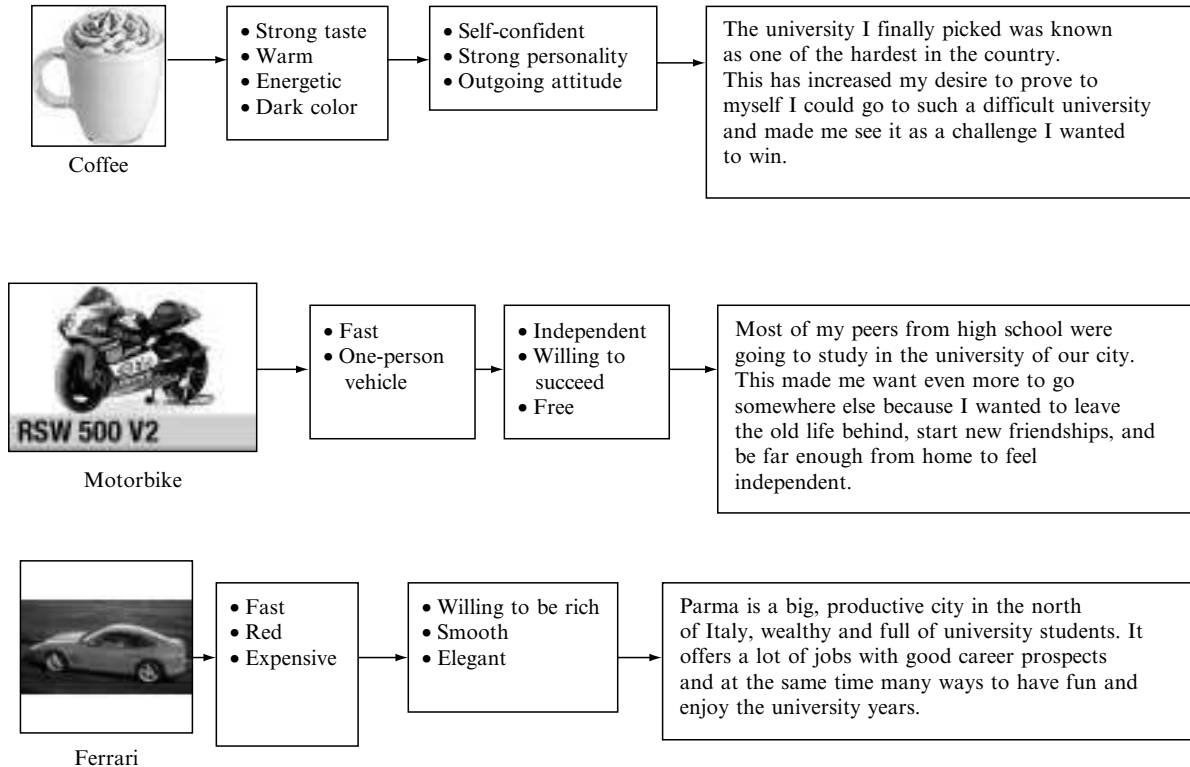 • Strong taste
• Warm
• Energetic
• Dark color
• Self-confident
• Strong personality
• Outgoing attitude
The university I finally picked was known
as one of the hardest in the country.
This has increased my desire to prove to
myself I could go to such a difficult university
and made me see it as a challenge I wanted
to win.
Coffee
RSW 500 V2
• Fast
• One-person
vehicle
• Independent
• Willing to
succeed
• Free
Most of my peers from high school were
going to study in the university of our city.
This made me want even more to go
somewhere else because I wanted to leave
the old life behind, start new friendships, and
be far enough from home to feel
independent.
Motorbike
• Fast
• Red
• Expensive
• Willing to be rich
• Smooth
• Elegant
Parma is a big, productive city in the north
of Italy, wealthy and full of university students. It
offers a lot of jobs with good career prospects
and at the same time many ways to have fun and
enjoy the university years.
Ferrari